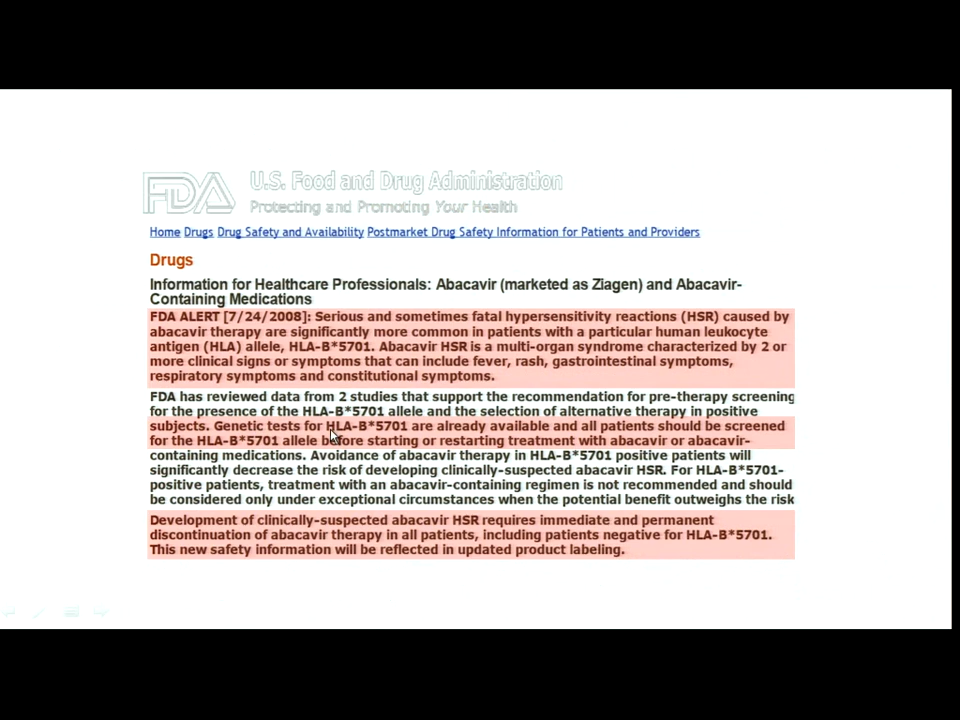 FDA U.S. Food and Drug Administration
Protecting and Promoting Your Health
Home Drugs Drug Safety and Availability Postmarket Drug Safety Information for Patients and Providers
Drugs
Information for Healthcare Professionals: Abacavir (marketed as Ziagen) and Abacavir-
Containing Medications
FDA ALERT [7/24/2008]: Serious and sometimes fatal hypersensitivity reactions (HSR) caused by
abacavir therapy are significantly more common in patients with a particular human leukocyte
antigen (HLA) allele, HLA-B*5701. Abacavir HSR is a multi-organ syndrome characterized by 2 or
more clinical signs or symptoms that can include fever, rash, gastrointestinal symptoms,
respiratory symptoms and constitutional symptoms.
FDA has reviewed data from 2 studies that support the recommendation for pre-therapy screening
for the presence of the HLA-B*5701 allele and the selection of alternative therapy in positive
subjects. Genetic tests for HLA-B*5701 are already available and all patients should be screened
for the HLA-B*5701 allele before starting or restarting treatment with abacavir or abacavir-
containing medications. Avoidance of abacavir therapy in HLA-B*5701 positive patients will
significantly decrease the risk of developing clinically-suspected abacavir HSR. For HLA-B*5701-
positive patients, treatment with an abacavir-containing regimen is not recommended and should
be considered only under exceptional circumstances when the potential benefit outweighs the risk
Development of clinically-suspected abacavir HSR requires immediate and permanent
discontinuation of abacavir therapy in all patients, including patients negative for HLA-B*5701.
This new safety information will be reflected in updated product labeling.